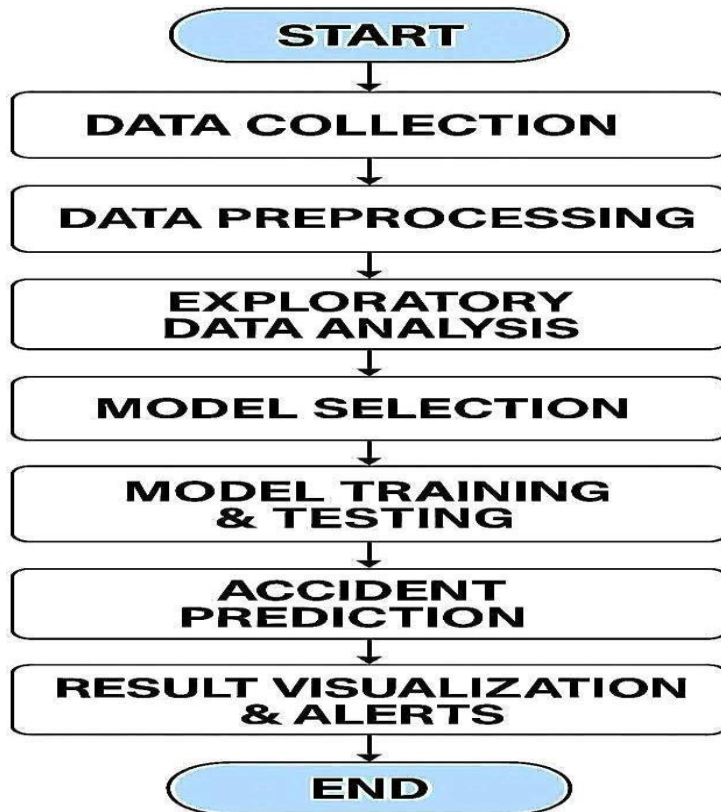 START
DATA COLLECTION
DATA PREPROCESSING
EXPLORATORY
DATA ANALYSIS
MODEL SELECTION
MODEL TRAINING
& TESTING
ACCIDENT
PREDICTION
RESULT VISUALIZATION
& ALERTS
END